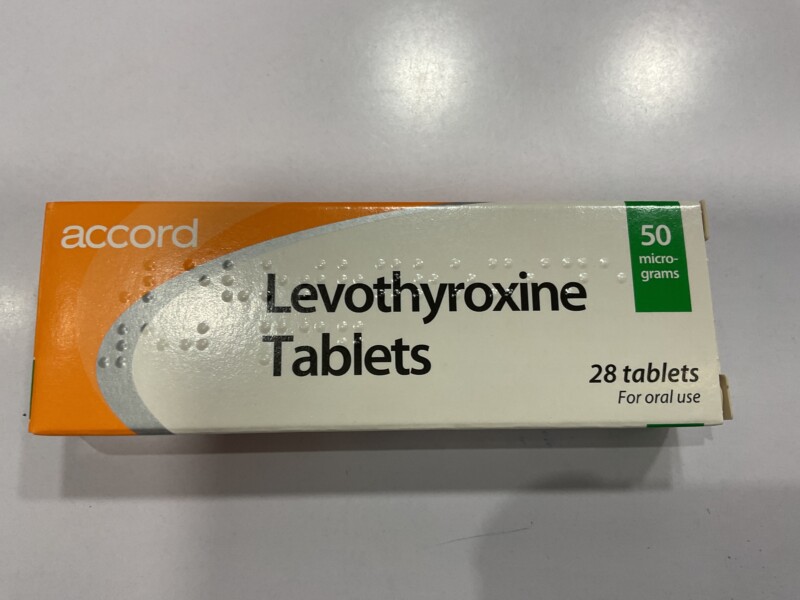 accord
Levothyroxine
Tablets
50
micro-
grams
28 tablets
For oral use